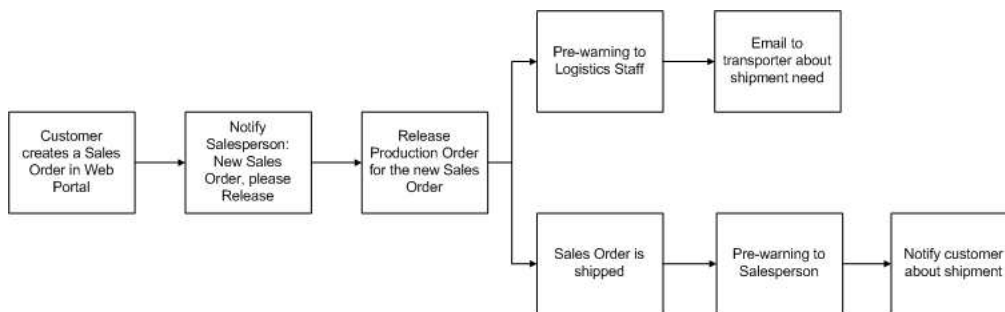 Customer
creates a Sales
Order in Web
Portal
Notify
Salesperson:
New Sales
Order, please
Release
Release
Production Order
for the new Sales
Order
Pre-warning to
Logistics Staff
Email to
transporter about
shipment need
Sales Order is
shipped
Pre-warning to
Salesperson
Notify customer
about shipment